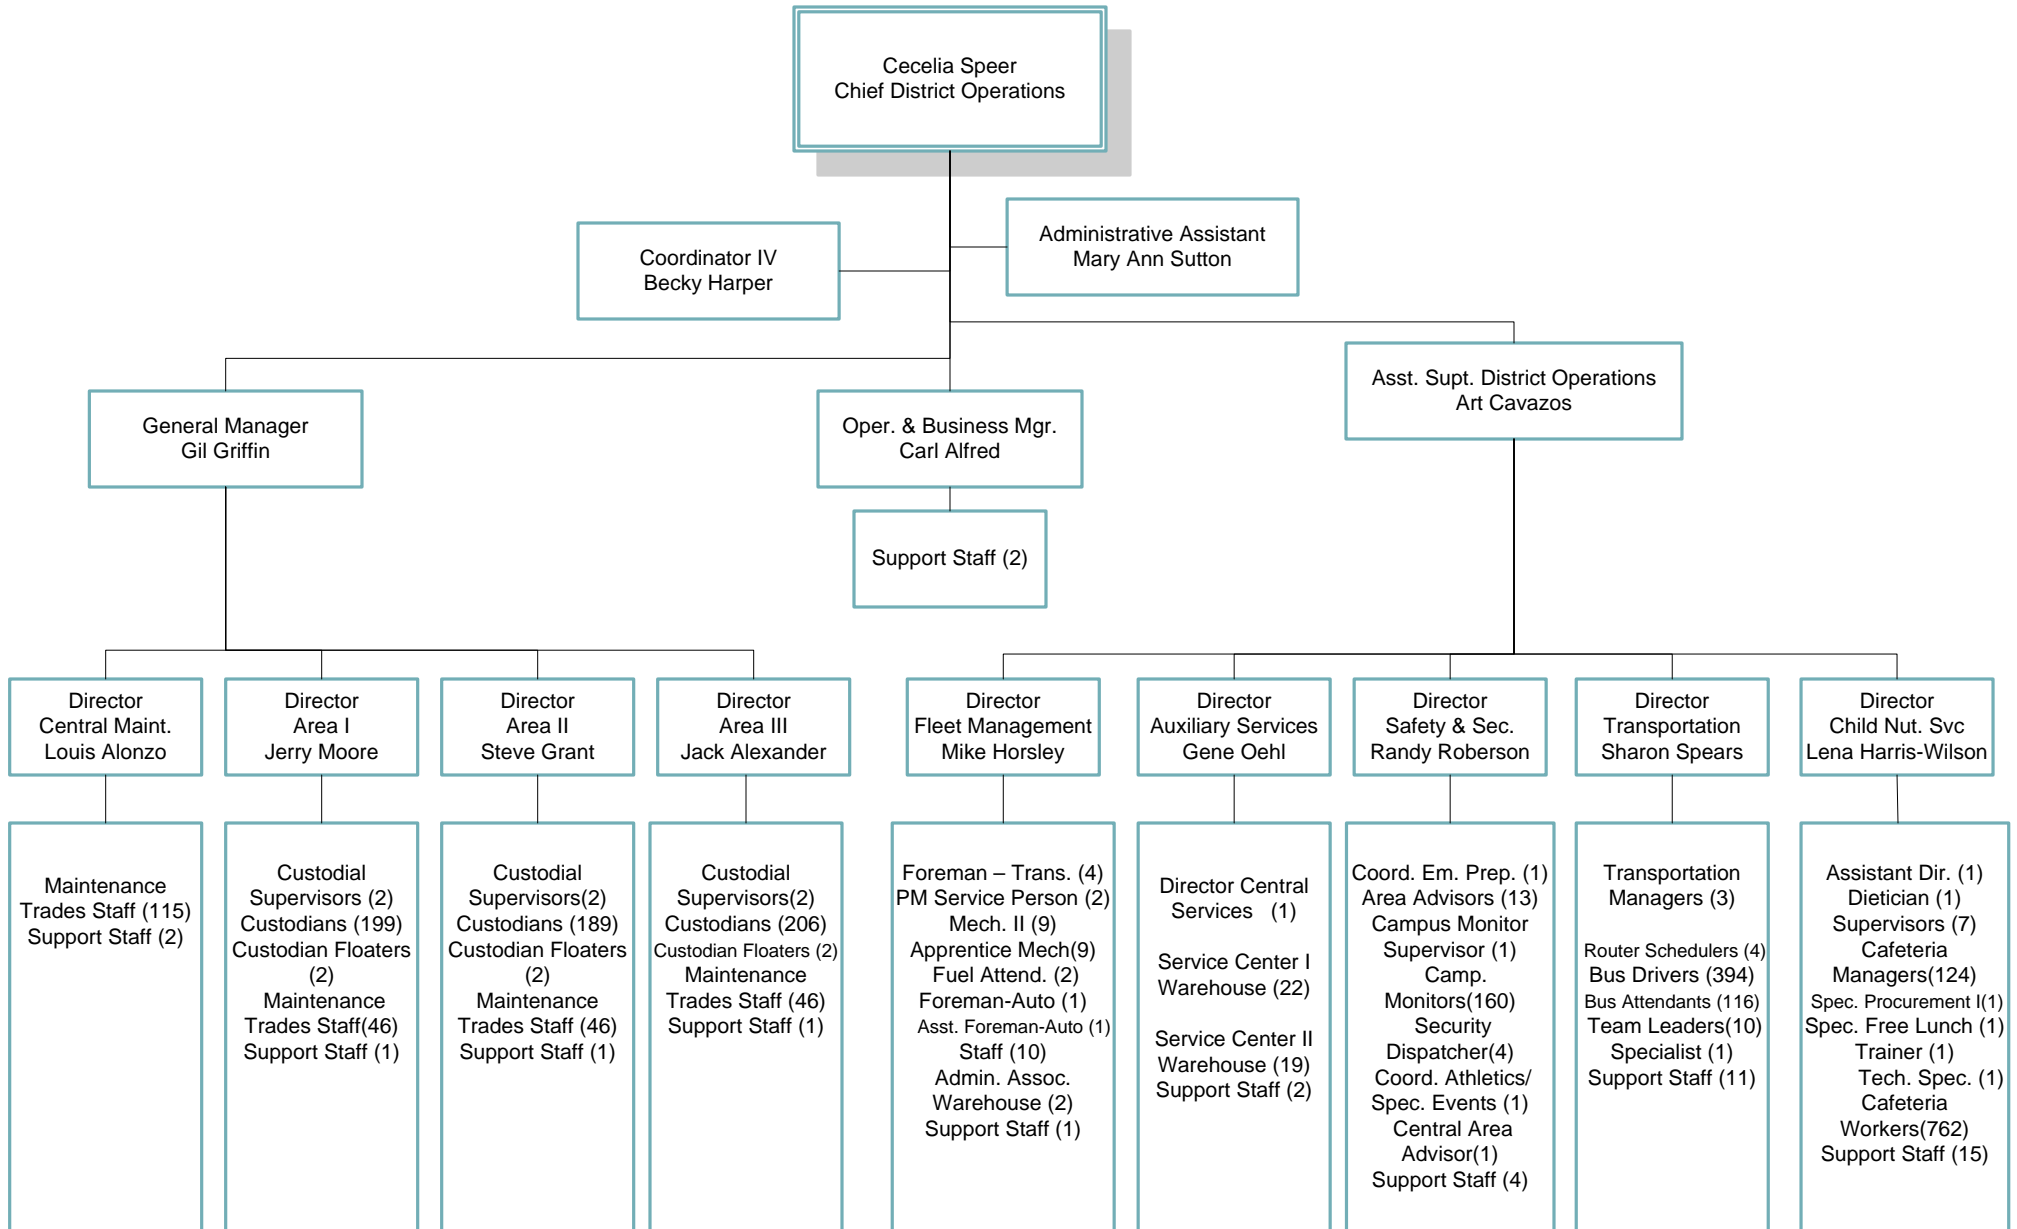 Cecelia Speer
Chief District Operations
Administrative Assistant
Mary Ann Sutton
Coordinator IV
Becky Harper
Asst. Supt. District Operations
Art Cavazos
General Manager
Gil Griffin
Oper. & Business Mgr.
Carl Alfred
Support Staff (2)
Director
Central Maint.
Louis Alonzo
Director
Area I
Jerry Moore
Director
Area II
Steve Grant
Director
Area III
Jack Alexander
Director
Fleet Management
Mike Horsley
Director
Auxiliary Services
Gene Oehl
Director
Safety & Sec.
Randy Roberson
Director
Transportation
Sharon Spears
Director
Child Nut. Svc
Lena Harris-Wilson
Maintenance
Trades Staff (115)
Support Staff (2)
Custodial
Supervisors (2)
Custodians (199)
Custodian Floaters
(2)
Maintenance
Trades Staff(46)
Support Staff (1)
Custodial
Supervisors(2)
Custodians (189)
Custodian Floaters
(2)
Maintenance
Trades Staff (46)
Support Staff (1)
Custodial
Supervisors(2)
Custodians (206)
Custodian Floaters (2)
Maintenance
Trades Staff (46)
Support Staff (1)
Foreman – Trans. (4)
PM Service Person (2)
Mech. II (9)
Apprentice Mech(9)
Fuel Attend. (2)
Foreman-Auto (1)
Asst. Foreman-Auto (1)
Staff (10)
Admin. Assoc.
Warehouse (2)
Support Staff (1)
Director Central
Services (1)
Service Center I
Warehouse (22)
Service Center II
Warehouse (19)
Support Staff (2)
Coord. Em. Prep. (1)
Area Advisors (13)
Campus Monitor
Supervisor (1)
Camp.
Monitors(160)
Security
Dispatcher(4)
Coord. Athletics/
Spec. Events (1)
Central Area
Advisor(1)
Support Staff (4)
Transportation
Managers (3)
Router Schedulers (4)
Bus Drivers (394)
Bus Attendants (116)
Team Leaders(10)
Specialist (1)
Support Staff (11)
Assistant Dir. (1)
Dietician (1)
Supervisors (7)
Cafeteria
Managers(124)
Spec. Procurement I(1)
Spec. Free Lunch (1)
Trainer (1)
Tech. Spec. (1)
Cafeteria
Workers(762)
Support Staff (15)